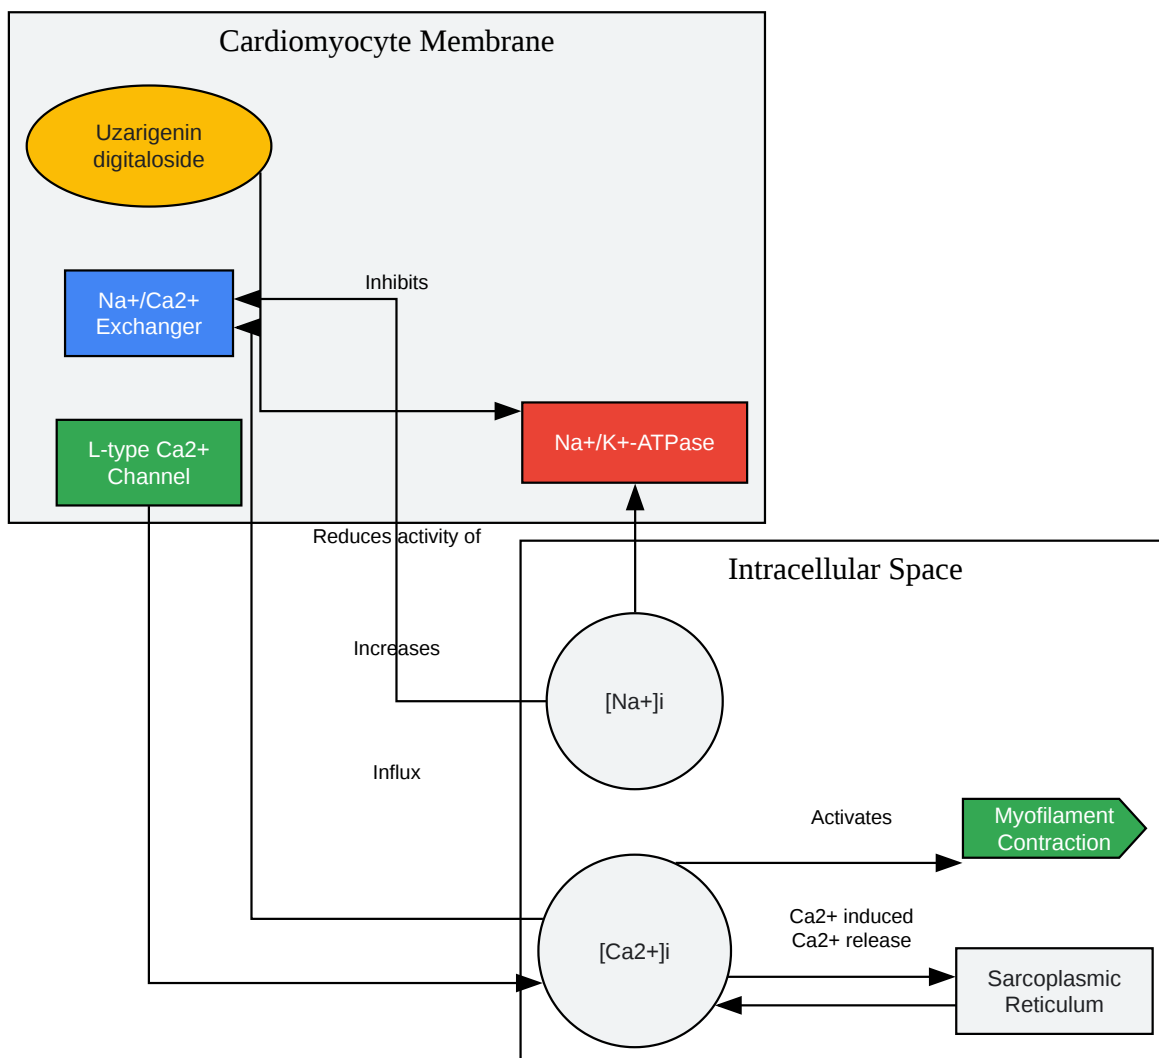 Cardiomyocyte Membrane
Uzarigenin
digitaloside
Inhibits
Na+/Ca2+
Exchanger
L-type Ca2+
Channel
Na+/K+-ATPase
Reduces activity of
Intracellular Space
Increases
[Na+]i
Influx
Activates
Myofilament
Contraction
Ca2+ induced
Ca2+ release
[Ca2+]i
Sarcoplasmic
Reticulum